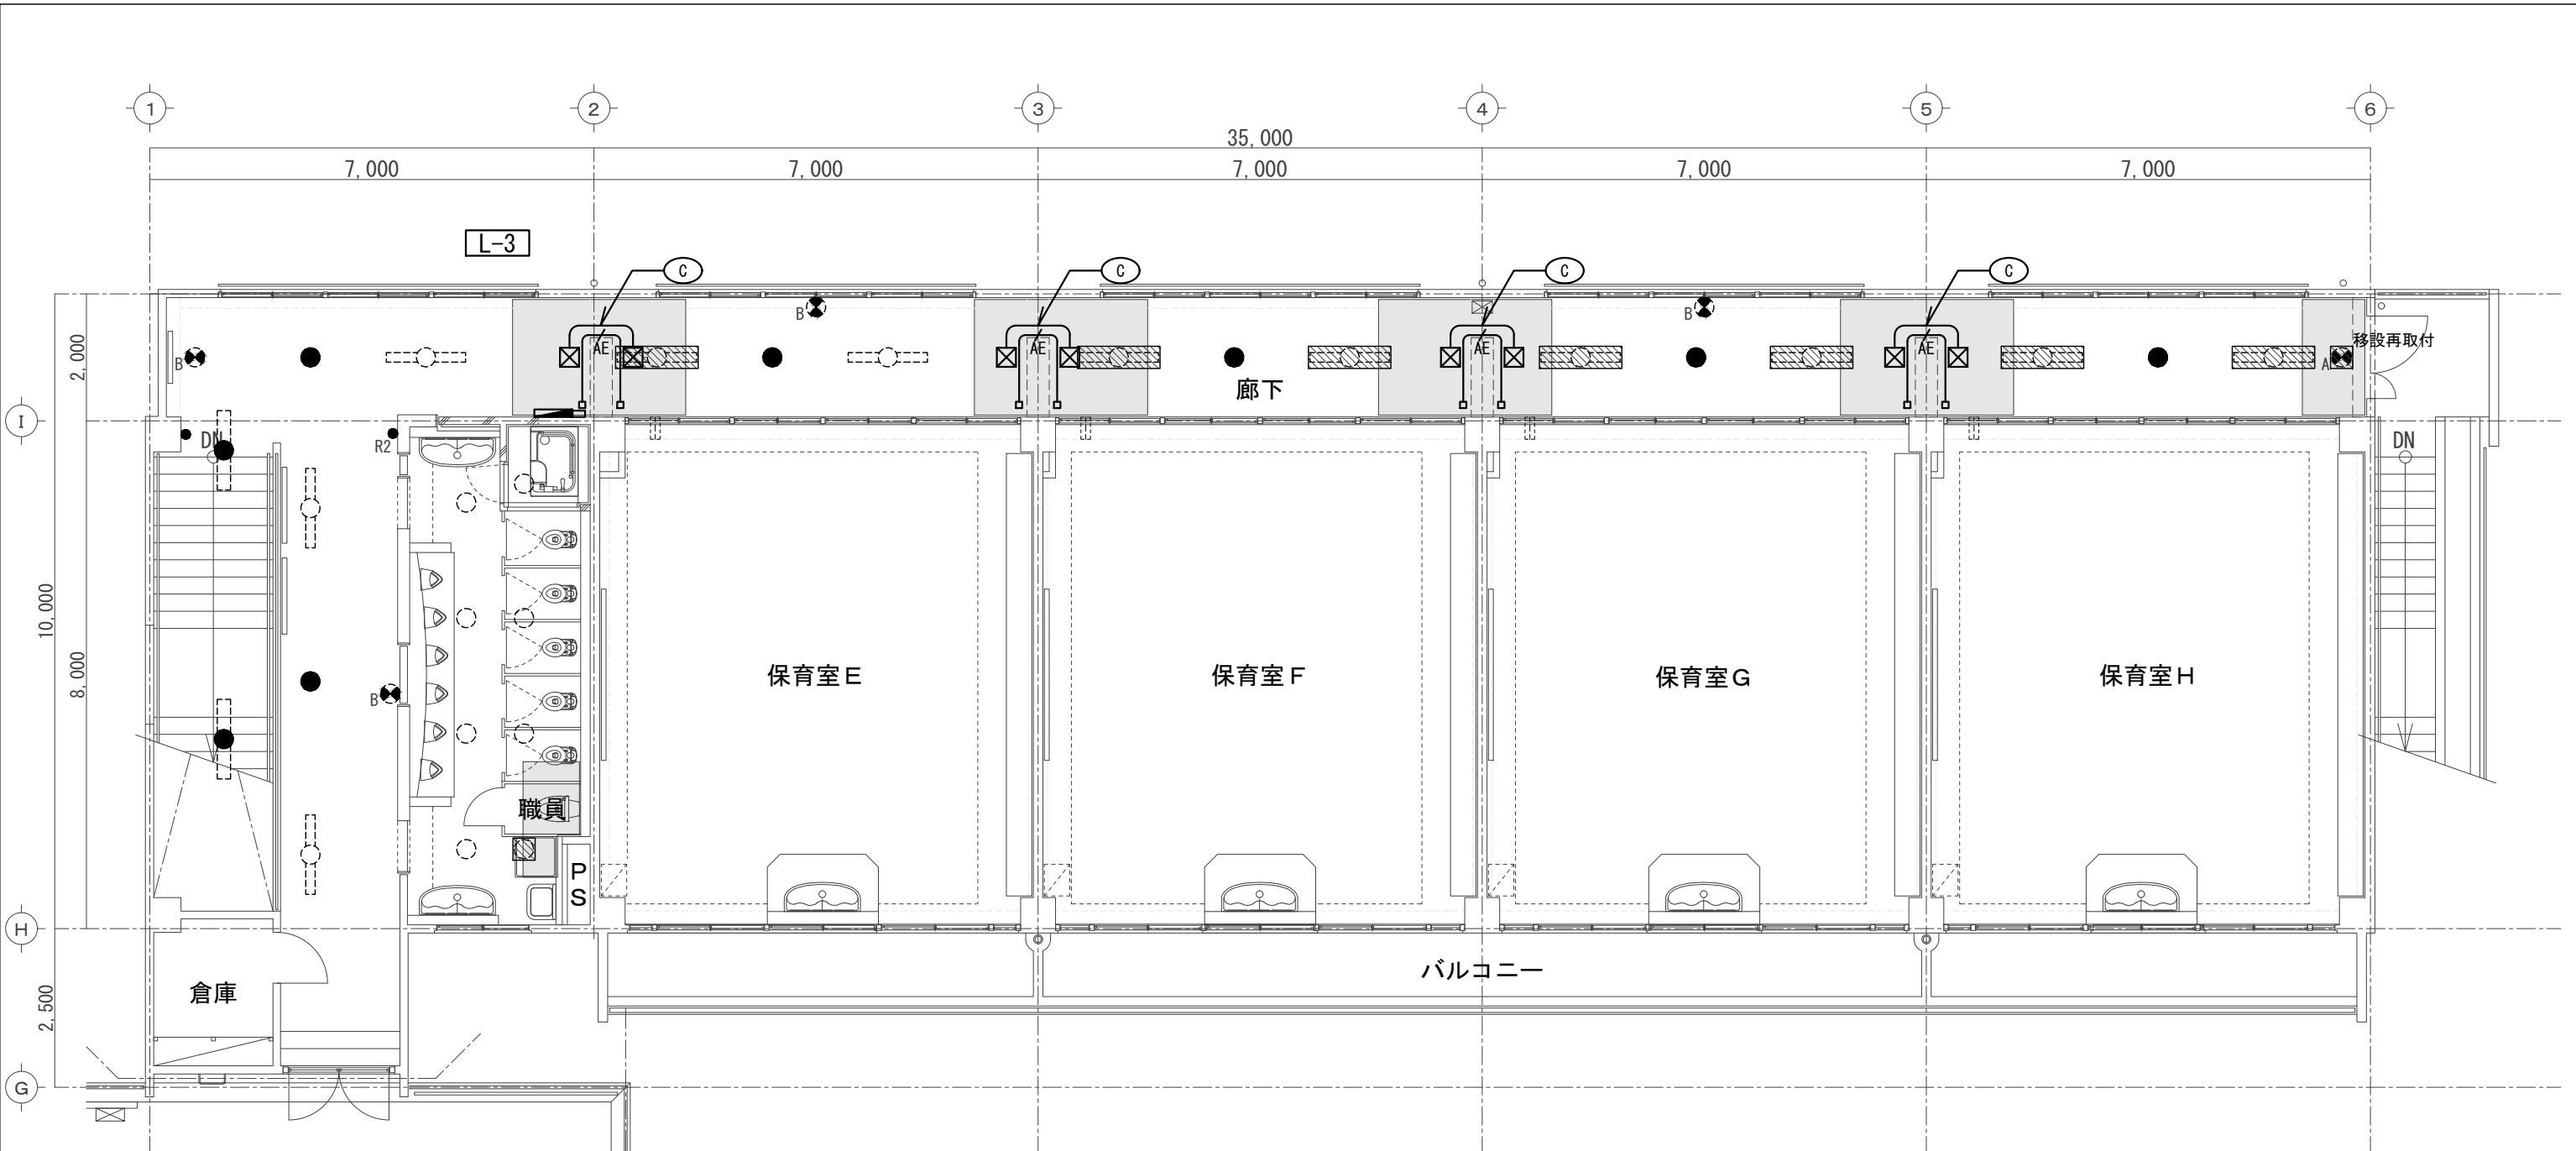 1
2
3
4
5
6
35,000
7,000
7,000
7,000
7,000
7,000
L-3
C
C
C
C
B
B
移設再取付
2,000
B
AE
AE
AE
AE
A
廊下
I
DN
R2
DN
10,000
8,000
保育室E
保育室F
保育室G
保育室H
B
職員
PS
H
バルコニー
倉庫
2,500
G